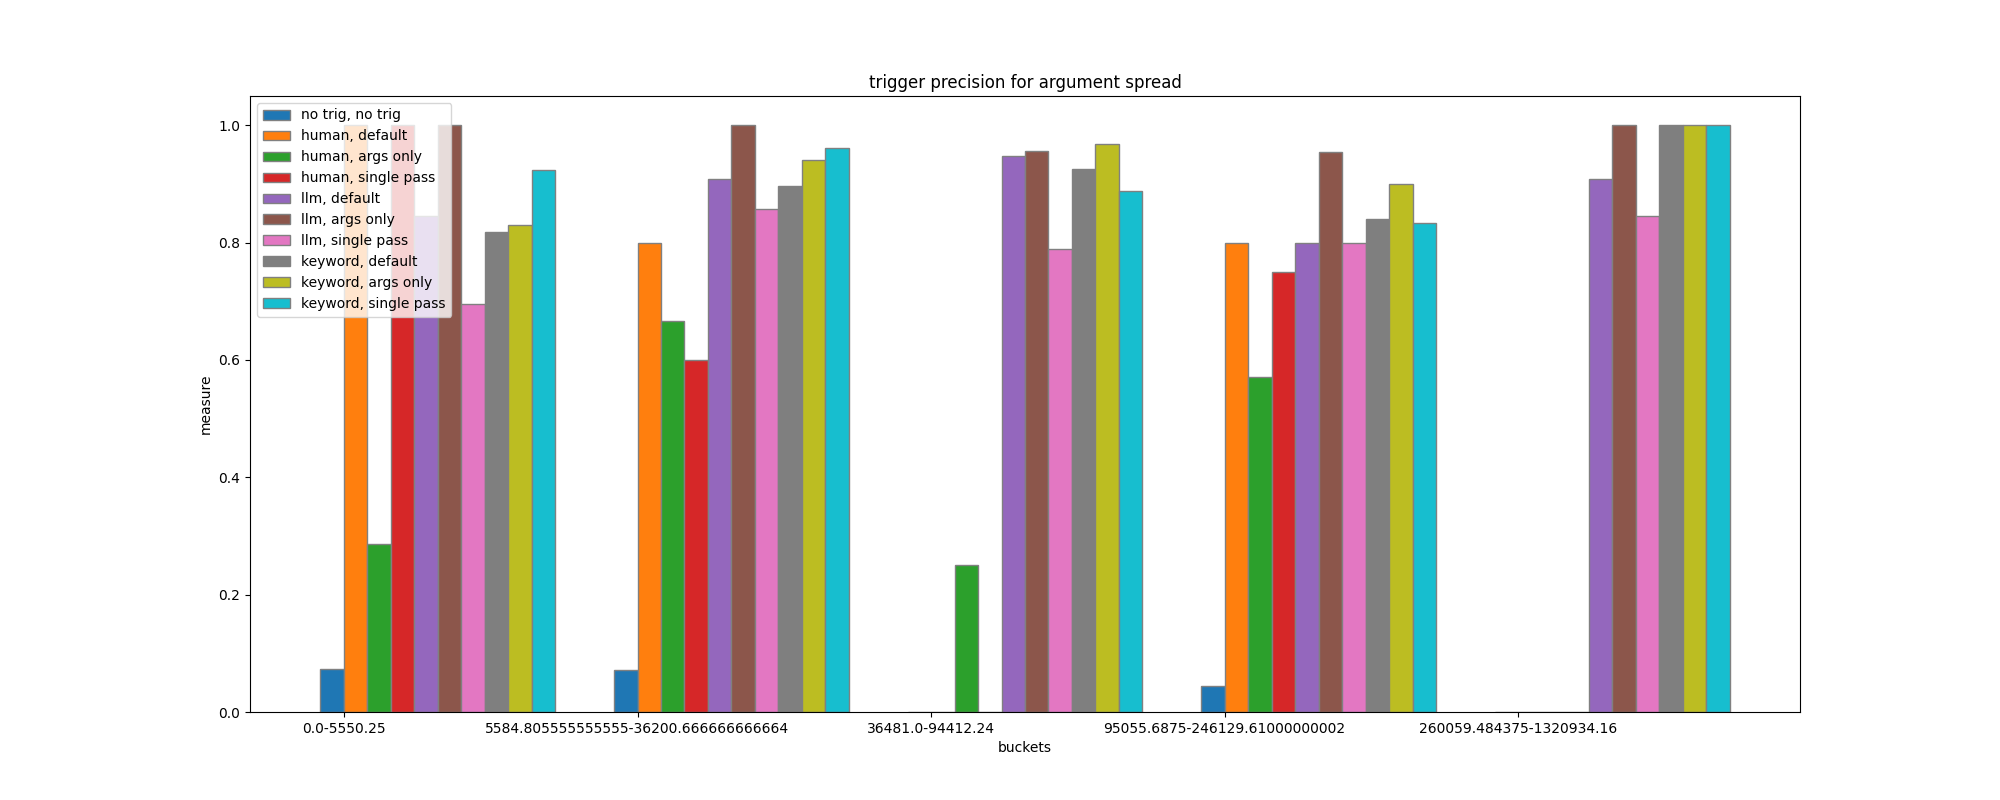 trigger precision for argument spread
no trig, no trig
human, default
human, args only
human, single pass
llm, default
llm, args only
llm, single pass
keyword, default
keyword, args only
keyword, single pass
1.0
0.8
0.6
0.4
0.2
0.0
measure
0.0-5550.25
5584.805555555555-36200.666666666664
36481.0-94412.24
95055.6875-246129.61000000002
260059.484375-1320934.16
buckets